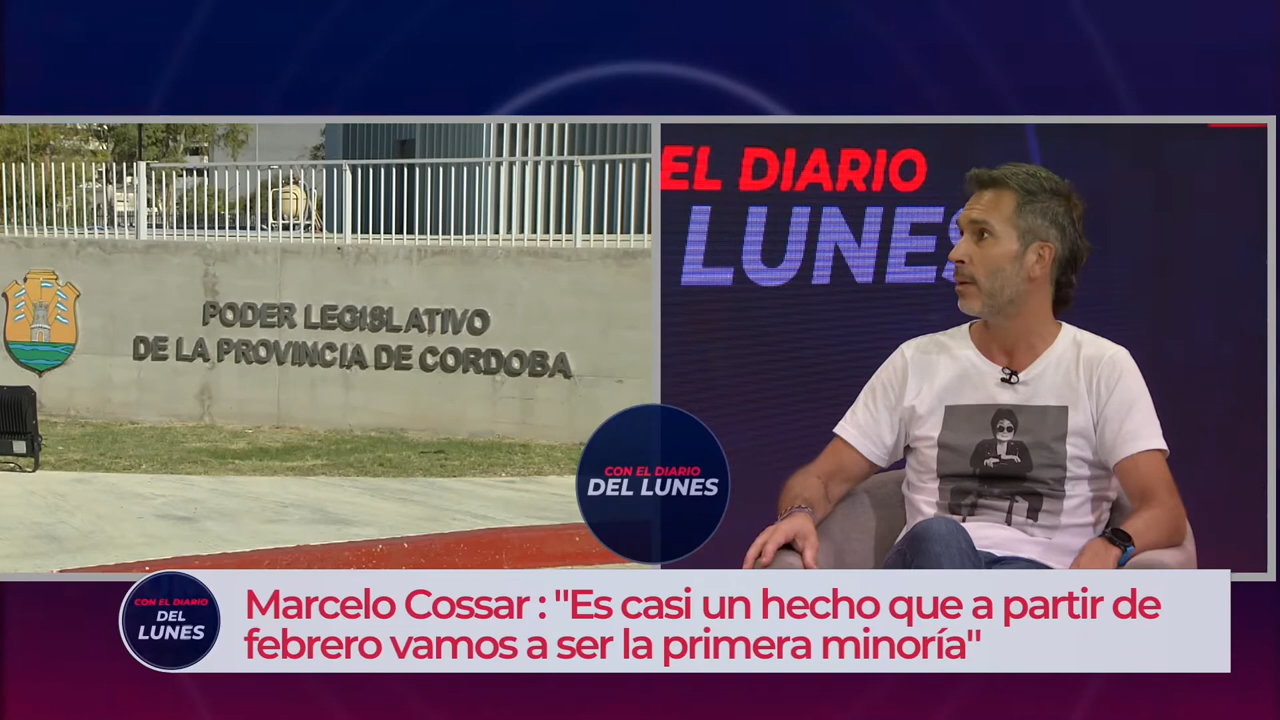 PODER LEGISLATIVO
DE LA PROVINCIA DE CORDOBA
EL DIARIO
LUNES
CON EL DIARIO
DEL LUNES
CON EL DIARIO
DEL
LUNES
Marcelo Cossar : "Es casi un hecho que a partir de
febrero vamos a ser la primera minoría"